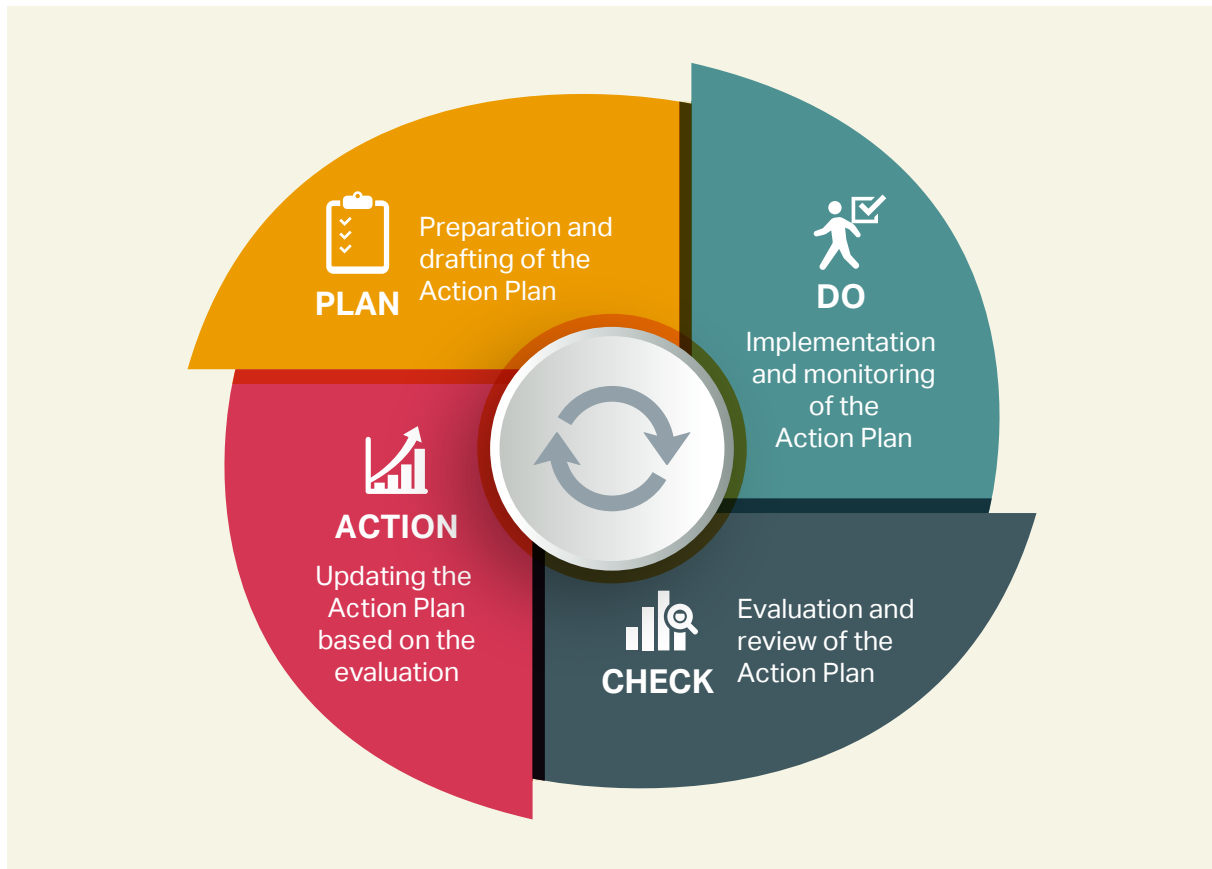 PLAN
Preparation and
drafting of the
Action Plan
DO
Implementation
and monitoring
of the
Action Plan
CHECK
Evaluation and
review of the
Action Plan
ACTION
Updating the
Action Plan
based on the
evaluation